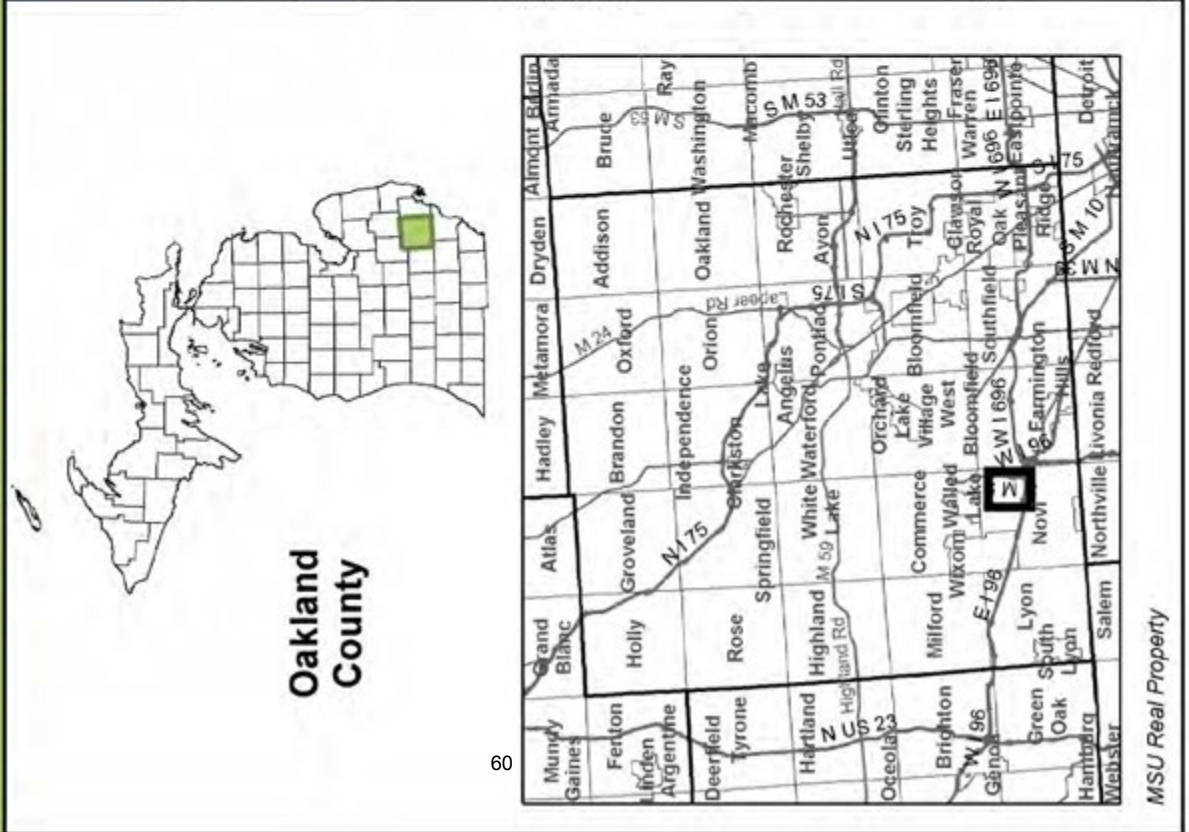 Oakland
County
60
Mundy
Gaines
Grand
Blanc
Atlas
Hadley
Metamora
Dryden
Almont
Berlin
Armada
Fenton
Linden
Argentine
Holly
Groveland
Brandon
Oxford
Addison
Bruce
Ray
M 24
S M 53
S M 53
Deerfield
Tyrone
Rose
Springfield
Independence
Clarkston
Orion
Oakland
Washington
Macomb
N I 75
Lapeer Rd
Lake
Angelus
Hartland
Highland
Highland Rd
M 59
White
Lake
Waterford
Pontiac
S I 75
Avon
Rochester
Shelby
Utica
Hall Rd
N US 23
Oceola
Brighton
Milford
Commerce
Wixom
Walled
Lake
Orchard
Lake
Village
West
Bloomfield
Bloomfield
Troy
N I 75
Clawson
Royal
Oak
Clinton
Sterling
Heights
Fraser
Warren
Genoa
W I 96
E I 96
Green
Oak
South
Lyon
Lyon
Novi
M
W I 96
W I 696
Farmington
Hills
Southfield
Pleasant
Ridge
Eastpointe
E I 696
W I 696
S M 10
I 75
Hamburg
Webster
Salem
Northville
Livonia
Redford
Detroit
Hamtramck
MSU Real Property